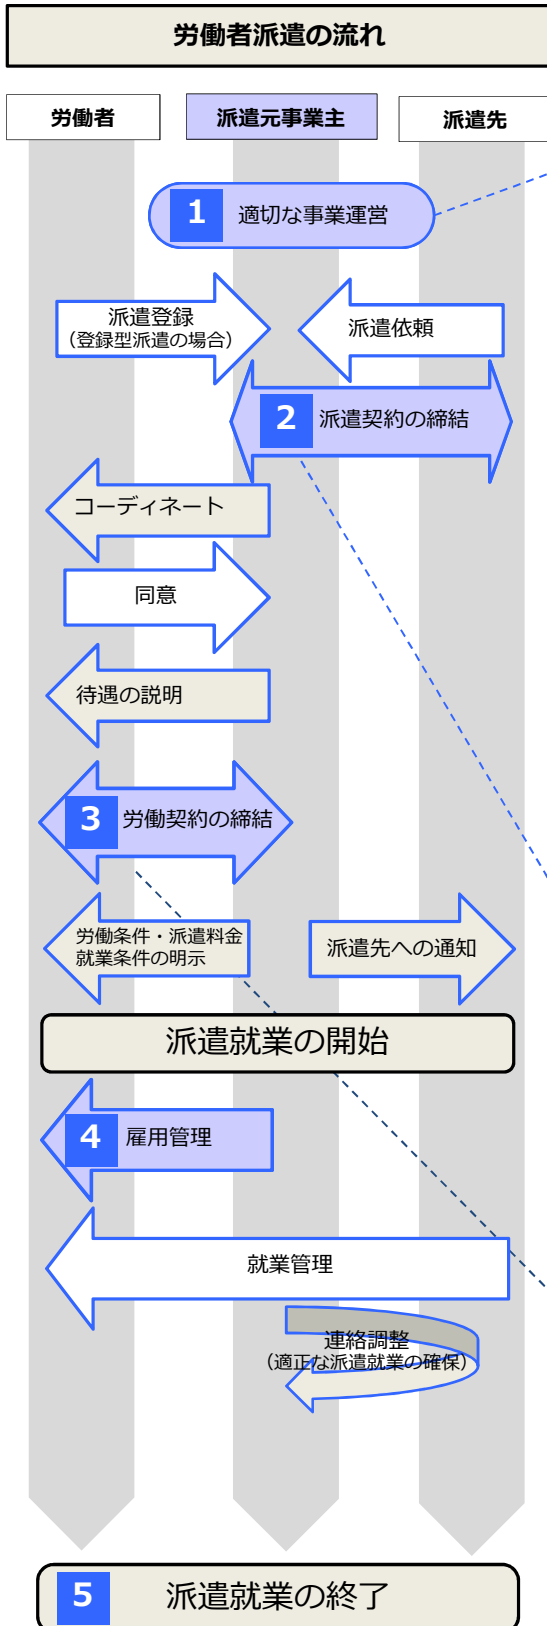 労働者派遣の流れ
労働者
派遣元事業主
派遣先
1 適切な事業運営
派遣登録
（登録型派遣の場合）
派遣依頼
2 派遣契約の締結
コーディネート
同意
待遇の説明
3 労働契約の締結
労働条件・派遣料金
就業条件の明示
派遣先への通知
派遣就業の開始
4 雇用管理
就業管理
連絡調整
（適正な派遣就業の確保）
5 派遣就業の終了